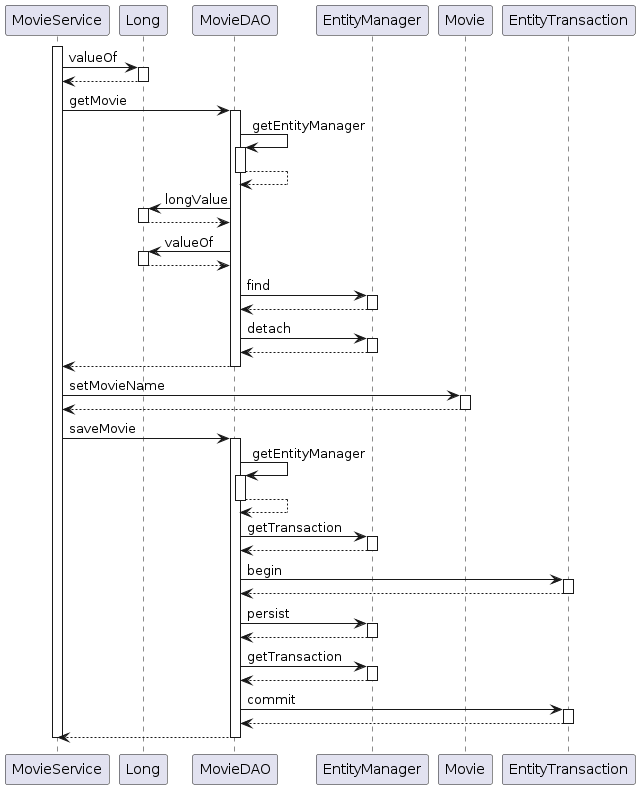 MovieService Long MovieDAO EntityManager Movie EntityTransaction
valueOf
getMovie
getEntityManager
longValue
valueOf
find
detach
setMovieName
saveMovie
getEntityManager
getTransaction
begin
persist
getTransaction
commit
MovieService Long MovieDAO EntityManager Movie EntityTransaction